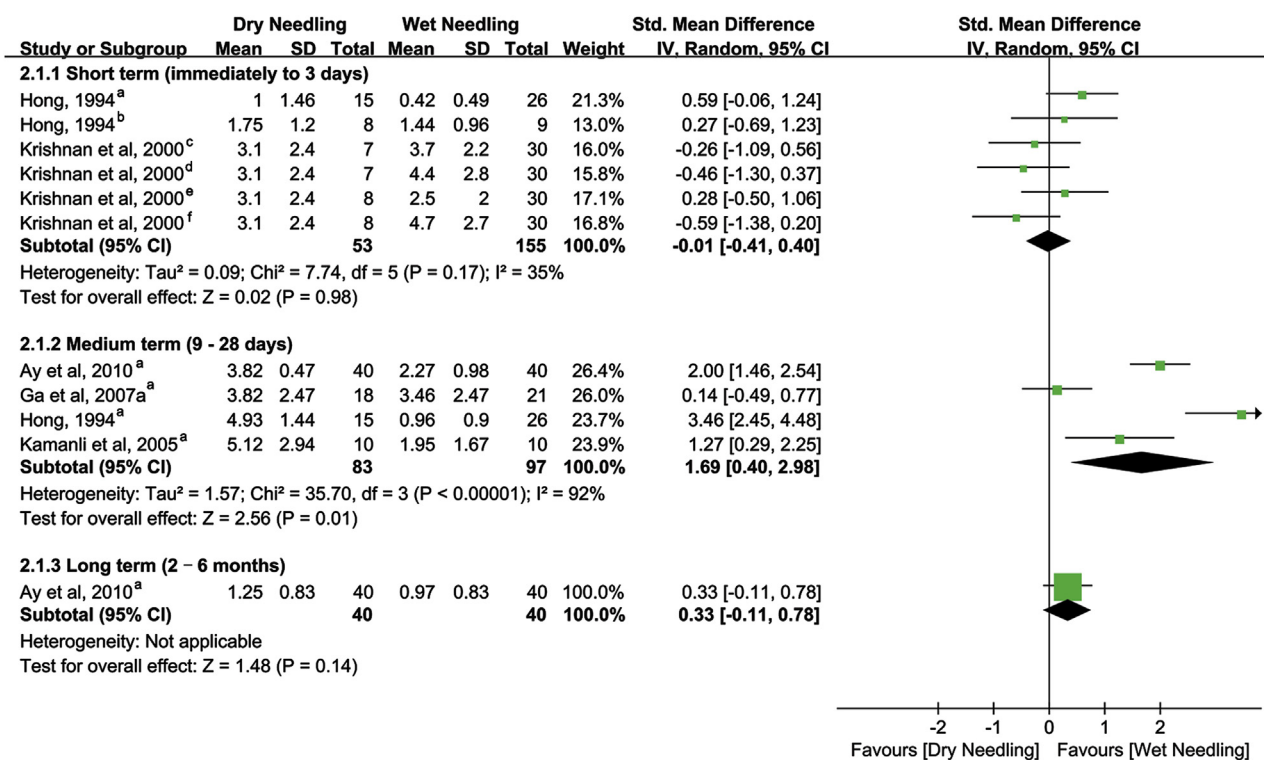 Dry Needling Wet Needling Std. Mean Difference Std. Mean Difference
Study or Subgroup Mean SD Total Mean SD Total Weight IV, Random, 95% CI IV, Random, 95% CI
2.1.1 Short term (immediately to 3 days)
Hong, 1994a 1 1.46 15 0.42 0.49 26 21.3% 0.59 [-0.06, 1.24]
Hong, 1994b 1.75 1.2 8 1.44 0.96 9 13.0% 0.27 [-0.69, 1.23]
Krishnan et al, 2000c 3.1 2.4 7 3.7 2.2 30 16.0% -0.26 [-1.09, 0.56]
Krishnan et al, 2000d 3.1 2.4 7 4.4 2.8 30 15.8% -0.46 [-1.30, 0.37]
Krishnan et al, 2000e 3.1 2.4 8 2.5 2 30 17.1% 0.28 [-0.50, 1.06]
Krishnan et al, 2000f 3.1 2.4 8 4.7 2.7 30 16.8% -0.59 [-1.38, 0.20]
Subtotal (95% CI) 53 155 100.0% -0.01 [-0.41, 0.40]
Heterogeneity: Tau² = 0.09; Chi² = 7.74, df = 5 (P = 0.17); I² = 35%
Test for overall effect: Z = 0.02 (P = 0.98)
2.1.2 Medium term (9 - 28 days)
Ay et al, 2010a 3.82 0.47 40 2.27 0.98 40 26.4% 2.00 [1.46, 2.54]
Ga et al, 2007aa 3.82 2.47 18 3.46 2.47 21 26.0% 0.14 [-0.49, 0.77]
Hong, 1994a 4.93 1.44 15 0.96 0.9 26 23.7% 3.46 [2.45, 4.48]
Kamanli et al, 2005a 5.12 2.94 10 1.95 1.67 10 23.9% 1.27 [0.29, 2.25]
Subtotal (95% CI) 83 97 100.0% 1.69 [0.40, 2.98]
Heterogeneity: Tau² = 1.57; Chi² = 35.70, df = 3 (P < 0.00001); I² = 92%
Test for overall effect: Z = 2.56 (P = 0.01)
2.1.3 Long term (2 – 6 months)
Ay et al, 2010a 1.25 0.83 40 0.97 0.83 40 100.0% 0.33 [-0.11, 0.78]
Subtotal (95% CI) 40 40 100.0% 0.33 [-0.11, 0.78]
Heterogeneity: Not applicable
Test for overall effect: Z = 1.48 (P = 0.14)
-2 -1 0 1 2
Favours [Dry Needling] Favours [Wet Needling]